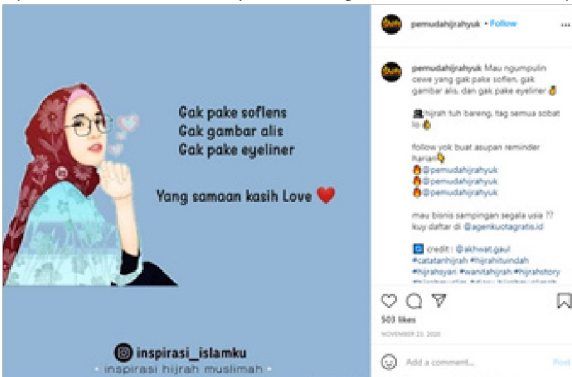 Gak pake soflens
Gak gambar alis
Gak pake eyeliner
Yang samaan kasih Love
inspirasi_islamku
- inspirasi hijrah muslimah -
pemudahijrahyuk • Follow
pemudahijrahyuk Mau ngumpulin
cewe yang gak pake soflen, gak
gambar alis, dan gak pake eyeliner
hijrah tuh bareng, tag semua sobat
lo
follow yok buat asupan reminder
harian
@pemudahijrahyuk
@pemudahijrahyuk
@pemudahijrahyuk
mau bisnis sampingan segala usia ??
kuy daftar di @agenkuotagratis.id
credit : @akhwat.gaul
#catatanhijrah #hijrahituindah
#hijrahsyari #wanitahijrah #hijrahstory
503 likes
NOVEMBER 23, 2020
Add a comment...
Post